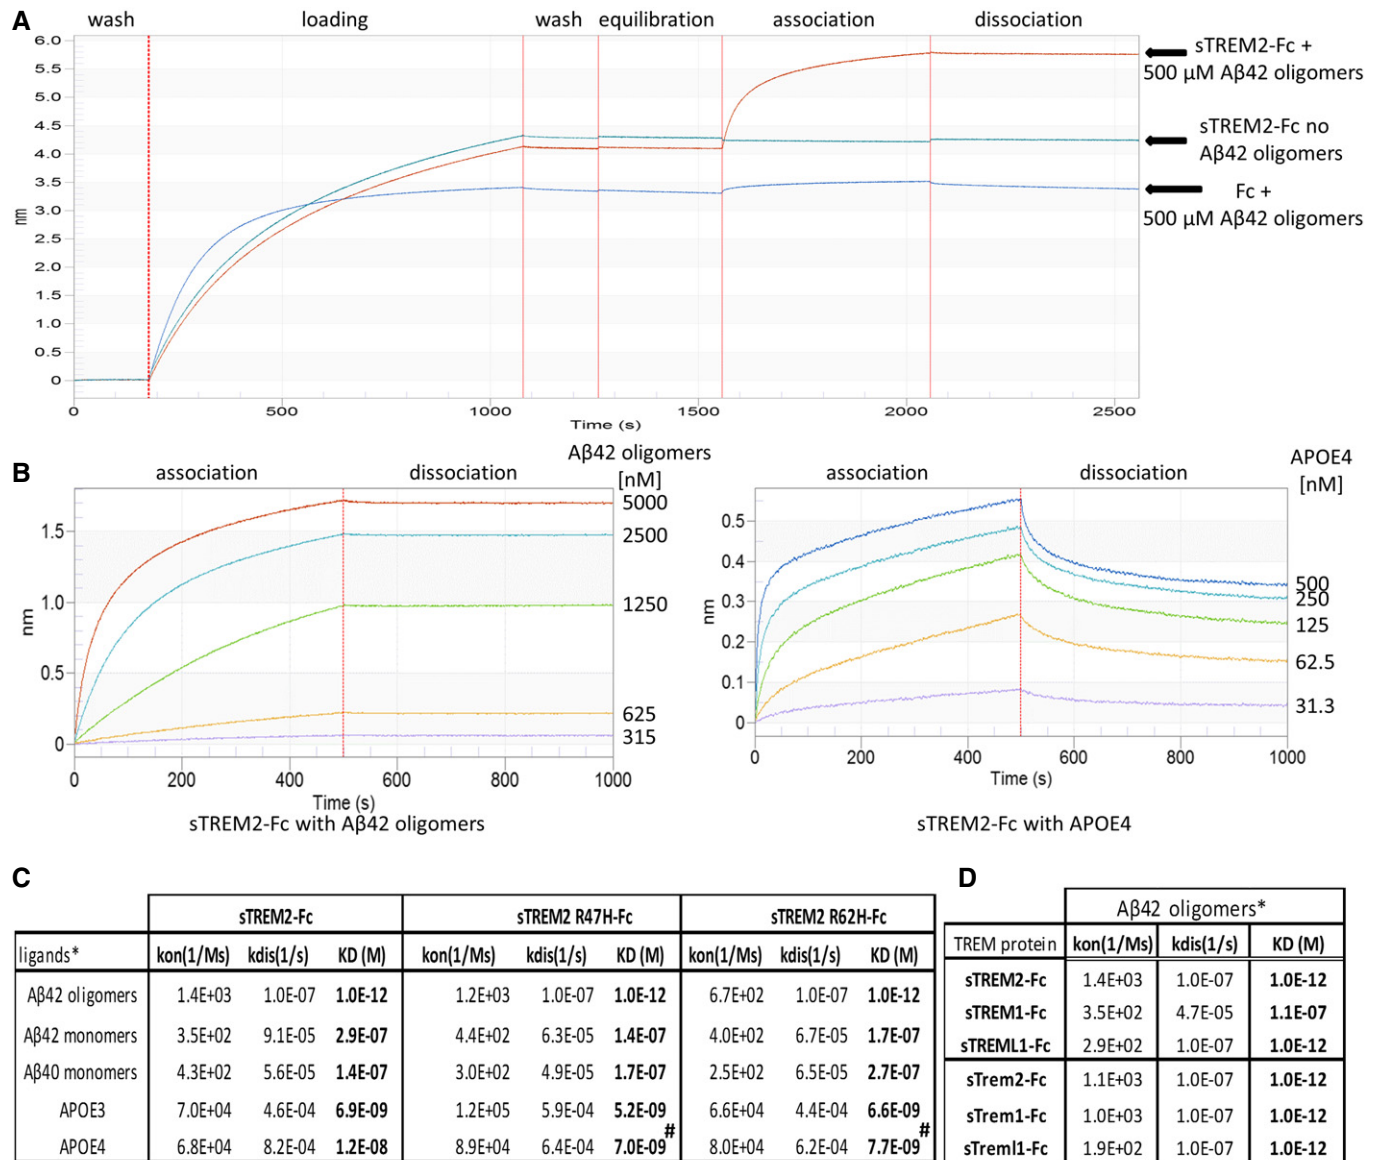 A
wash loading wash equilibration association dissociation
6.0
5.5
5.0
4.5
4.0
3.5
3.0
2.5
2.0
1.5
1.0
0.5
0
nm
0 500 1000 1500 2000 2500
Time (s)
sTREM2-Fc +
500 µM Aβ42 oligomers
sTREM2-Fc no
Aβ42 oligomers
Fc +
500 µM Aβ42 oligomers
B
association dissociation
Aβ42 oligomers
[nM]
5000
2500
1250
625
315
1.5
1.0
0.5
0
nm
0 200 400 600 800 1000
Time (s)
sTREM2-Fc with Aβ42 oligomers
association dissociation
APOE4
[nM]
500
250
125
62.5
31.3
0.5
0.4
0.3
0.2
0.1
0
nm
0 200 400 600 800 1000
Time (s)
sTREM2-Fc with APOE4
C
sTREM2-Fc sTREM2 R47H-Fc sTREM2 R62H-Fc
ligands* kon(1/Ms) kdis(1/s) KD (M) kon(1/Ms) kdis(1/s) KD (M) kon(1/Ms) kdis(1/s) KD (M)
Aβ42 oligomers 1.4E+03 1.0E-07 1.0E-12 1.2E+03 1.0E-07 1.0E-12 6.7E+02 1.0E-07 1.0E-12
Aβ42 monomers 3.5E+02 9.1E-05 2.9E-07 4.4E+02 6.3E-05 1.4E-07 4.0E+02 6.7E-05 1.7E-07
Aβ40 monomers 4.3E+02 5.6E-05 1.4E-07 3.0E+02 4.9E-05 1.7E-07 2.5E+02 6.5E-05 2.7E-07
APOE3 7.0E+04 4.6E-04 6.9E-09 1.2E+05 5.9E-04 5.2E-09 6.6E+04 4.4E-04 6.6E-09
APOE4 6.8E+04 8.2E-04 1.2E-08 8.9E+04 6.4E-04 7.0E-09 # 8.0E+04 6.2E-04 7.7E-09 #
D
Aβ42 oligomers*
TREM protein kon(1/Ms) kdis(1/s) KD (M)
sTREM2-Fc 1.4E+03 1.0E-07 1.0E-12
sTREM1-Fc 3.5E+02 4.7E-05 1.1E-07
sTREML1-Fc 2.9E+02 1.0E-07 1.0E-12
sTrem2-Fc 1.1E+03 1.0E-07 1.0E-12
sTrem1-Fc 1.0E+03 1.0E-07 1.0E-12
sTreml1-Fc 1.9E+02 1.0E-07 1.0E-12